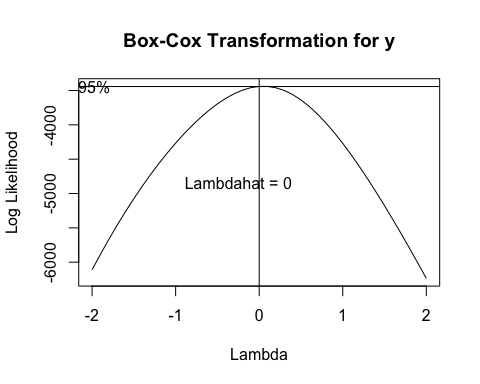 Box-Cox Transformation for y
95%
Log Likelihood
-4000
-5000
-6000
Lambdahat = 0
-2 -1 0 1 2
Lambda